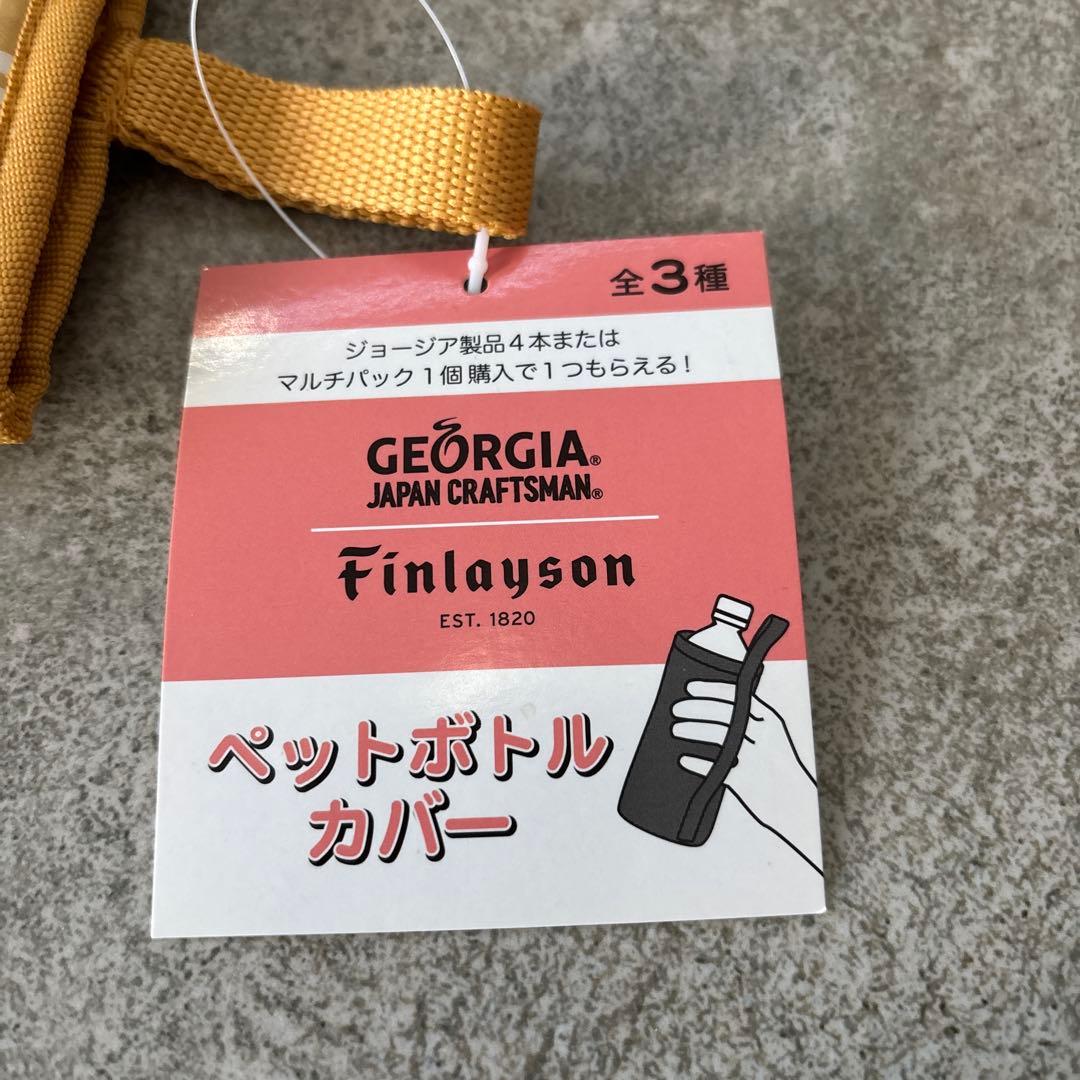 全3種
ジョージア製品4本または
マルチパック1個購入で1つもらえる!
GEORGIA®
JAPAN CRAFTSMAN®
Finlayson
EST. 1820
ペットボトル
カバー